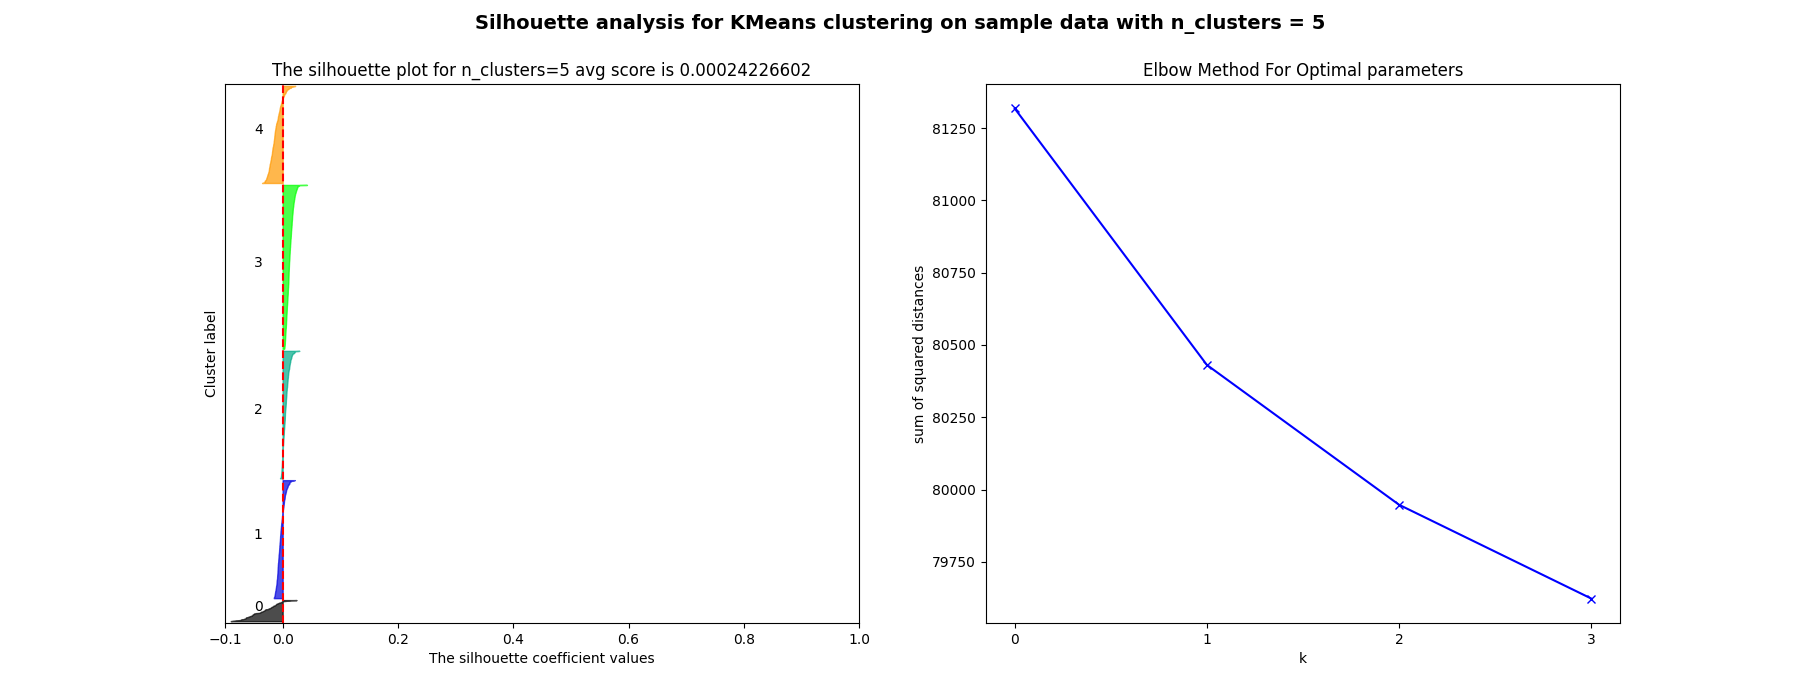 Silhouette analysis for KMeans clustering on sample data with n_clusters = 5
The silhouette plot for n_clusters=5 avg score is 0.00024226602
4
3
2
1
0
Cluster label
−0.1 0.0 0.2 0.4 0.6 0.8 1.0
The silhouette coefficient values
Elbow Method For Optimal parameters
81250
81000
80750
80500
80250
80000
79750
sum of squared distances
0 1 2 3
k